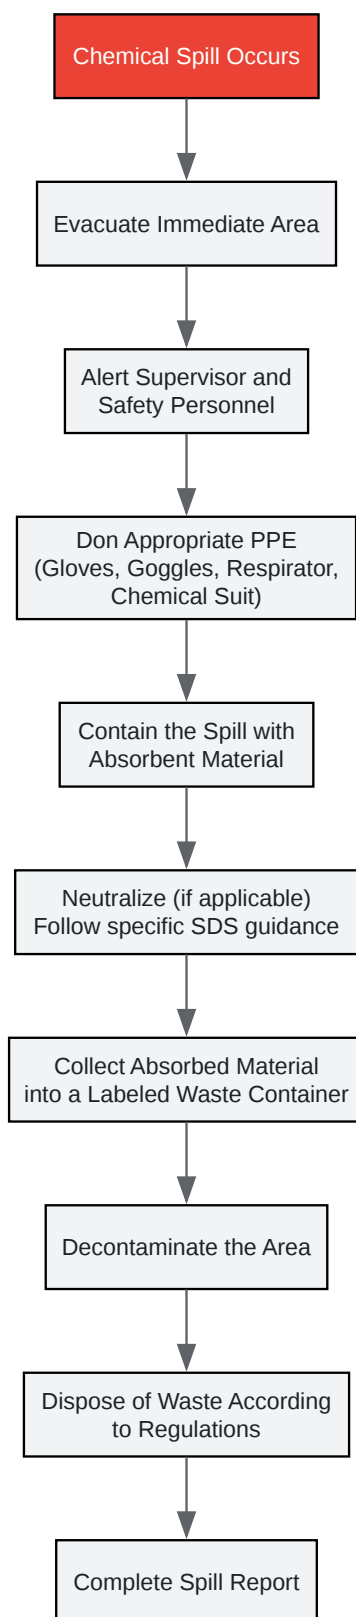 Chemical Spill Occurs
Evacuate Immediate Area
Alert Supervisor and
Safety Personnel
Don Appropriate PPE
(Gloves, Goggles, Respirator,
Chemical Suit)
Contain the Spill with
Absorbent Material
Neutralize (if applicable)
Follow specific SDS guidance
Collect Absorbed Material
into a Labeled Waste Container
Decontaminate the Area
Dispose of Waste According
to Regulations
Complete Spill Report